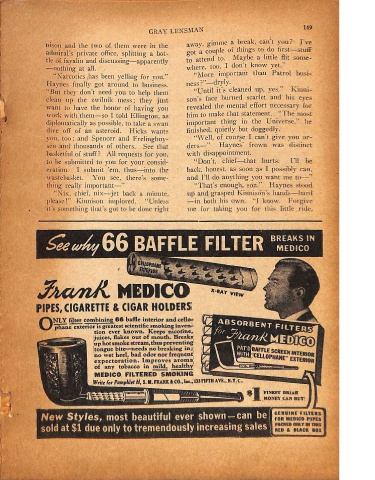 GRAY LENSMAN
169
nison and the two of them were in the
admiral's private office, splitting a bot-
tle of fayalin and discussing—apparently
—nothing at all.
"Narcotics has been yelling for you,"
Haynes finally got around to business.
"But they don't need you to help them
clean up the zwilnik mess; they just
want to have the honor of having you
work with them—so I told Ellington, as
diplomatically as possible, to take a swan
dive off of an asteroid. Hicks wants
you, too; and Spencer and Frelinghuy-
sen and thousands of others. See that
basketful of stuff? All requests for you,
to be submitted to you for your consid-
eration. I submit 'em, thus—into the
wastebasket. You see, there's some-
thing really important—"
"Nix, chief, nix—jet back a minute,
please!" Kinnison implored. "Unless
it's something that's got to be done right
away, gimme a break, can't you? I've
got a couple of things to do first—stuff
to attend to. Maybe a little flit some-
where, too, I don't know yet."
"More important than Patrol busi-
ness?"—dryly.
"Until it's cleaned up, yes." Kinni-
son's face burned scarlet and his eyes
revealed the mental effort necessary for
him to make that statement. "The most
important thing in the Universe," he
finished, quietly but doggedly.
"Well, of course I can't give you or-
ders—" Haynes' frown was distinct
with disappointment.
"Don't, chief—that hurts. I'll be
back, honest, as soon as I possibly can,
and I'll do anything you want me to—"
"That's enough, son." Haynes stood
up and grasped Kinnison's hands—hard
—in both his own. "I know. Forgive
me for taking you for this little ride,
See why 66 BAFFLE FILTER BREAKS IN MEDICO
CELLOPHANE EXTERIOR
X-RAY VIEW
Frank MEDICO
PIPES, CIGARETTE & CIGAR HOLDERS
ONLY filter combining 66 baffle interior and cello-
phane exterior is greatest scientific smoking inven-
tion ever known. Keeps nicotine,
juices, flakes out of mouth. Breaks
up hot smoke stream, thus preventing
tongue bite—needs no breaking in;
no wet heel, bad odor nor frequent
expectoration. Improves aroma
of any tobacco in mild, healthy
MEDICO FILTERED SMOKING
Write for Pamphlet H, S. M. FRANK & CO., Inc., 133 FIFTH AVE., N.Y.C.
ABSORBENT FILTERS
for Frank MEDICO
PAT'D BAFFLE SCREEN INTERIOR
WITH "CELLOPHANE" EXTERIOR
$1
FINEST BRIAR
MONEY CAN BUY
New Styles, most beautiful ever shown—can be
sold at $1 due only to tremendously increasing sales
GENUINE FILTERS
FOR MEDICO PIPES
PACKED ONLY IN THIS
RED & BLACK BOX